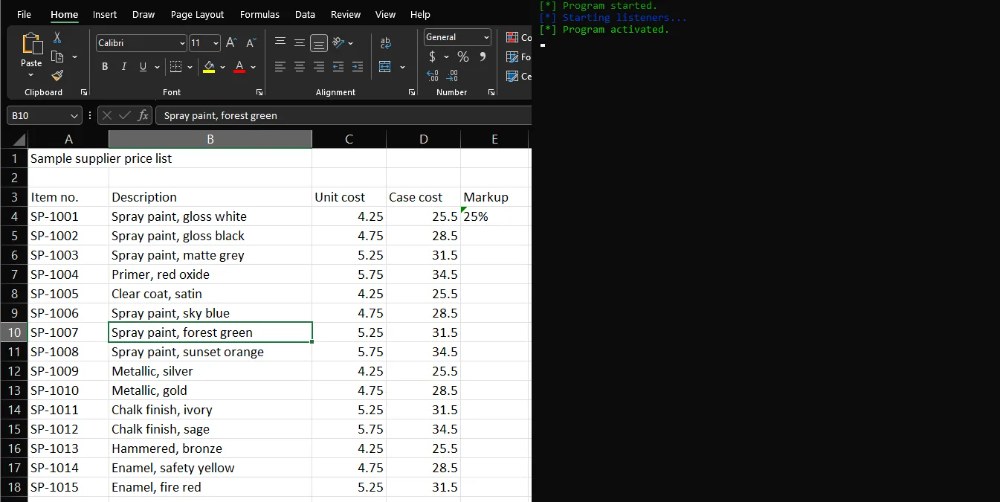 File Home Insert Draw Page Layout Formulas Data Review View Help
Paste
Calibri 11 A A
B I U A
ab
General
$ % 9
Co
Fo
Ce
Clipboard Font Alignment Number
B10 fx Spray paint, forest green
A B C D E
1 Sample supplier price list
2
3 Item no. Description Unit cost Case cost Markup
4 SP-1001 Spray paint, gloss white 4.25 25.5 25%
5 SP-1002 Spray paint, gloss black 4.75 28.5
6 SP-1003 Spray paint, matte grey 5.25 31.5
7 SP-1004 Primer, red oxide 5.75 34.5
8 SP-1005 Clear coat, satin 4.25 25.5
9 SP-1006 Spray paint, sky blue 4.75 28.5
10 SP-1007 Spray paint, forest green 5.25 31.5
11 SP-1008 Spray paint, sunset orange 5.75 34.5
12 SP-1009 Metallic, silver 4.25 25.5
13 SP-1010 Metallic, gold 4.75 28.5
14 SP-1011 Chalk finish, ivory 5.25 31.5
15 SP-1012 Chalk finish, sage 5.75 34.5
16 SP-1013 Hammered, bronze 4.25 25.5
17 SP-1014 Enamel, safety yellow 4.75 28.5
18 SP-1015 Enamel, fire red 5.25 31.5
[*] Program started.
[*] Starting listeners...
[*] Program activated.